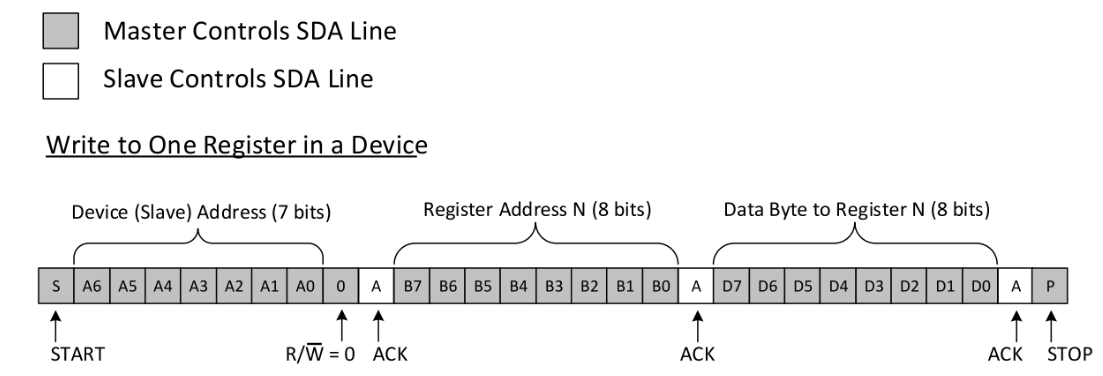 Master Controls SDA Line
Slave Controls SDA Line
Write to One Register in a Device
Device (Slave) Address (7 bits) Register Address N (8 bits) Data Byte to Register N (8 bits)
S A6 A5 A4 A3 A2 A1 A0 0 A B7 B6 B5 B4 B3 B2 B1 B0 A D7 D6 D5 D4 D3 D2 D1 D0 A P
START R/W̅ = 0 ACK ACK ACK STOP